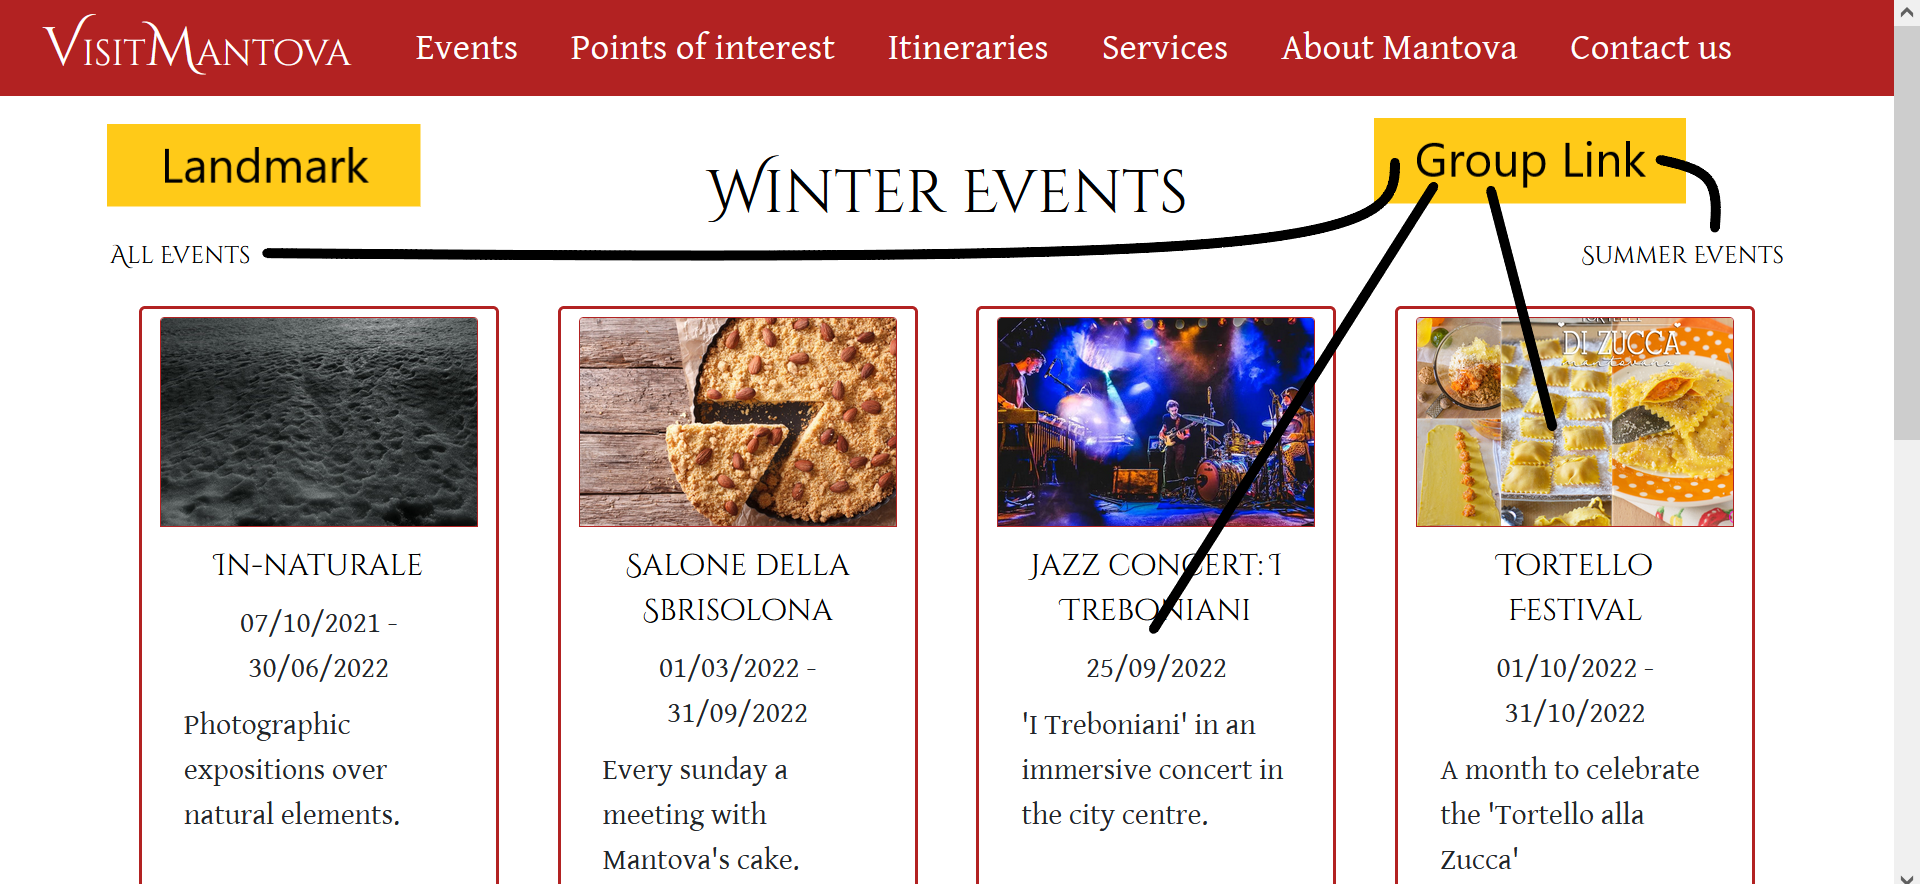 VisitMantova Events Points of interest Itineraries Services About Mantova Contact us
Landmark
Group Link
Winter Events
All Events
Summer Events
TORTELLI
DI ZUCCA
mantovani
In-naturale
07/10/2021 -
30/06/2022
Photographic
expositions over
natural elements.
Salone della
Sbrisolona
01/03/2022 -
31/09/2022
Every sunday a
meeting with
Mantova's cake.
Jazz concert: I
Treboniani
25/09/2022
'I Treboniani' in an
immersive concert in
the city centre.
Tortello
Festival
01/10/2022 -
31/10/2022
A month to celebrate
the 'Tortello alla
Zucca'